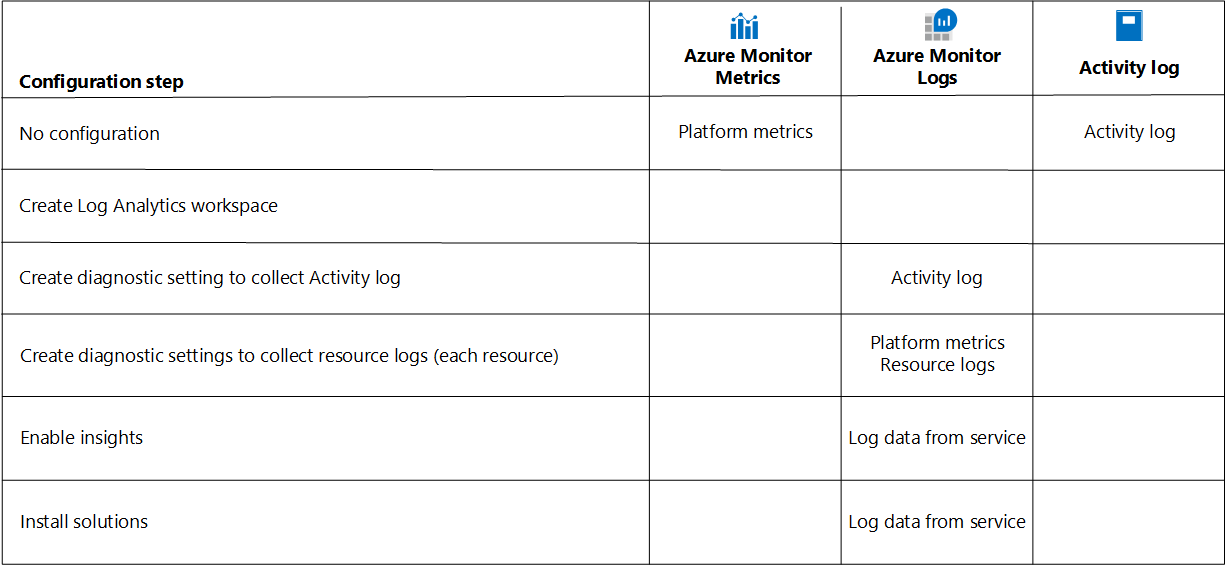 Configuration step
Azure Monitor
Metrics
Azure Monitor
Logs
Activity log
No configuration
Platform metrics
Activity log
Create Log Analytics workspace
Create diagnostic setting to collect Activity log
Activity log
Create diagnostic settings to collect resource logs (each resource)
Platform metrics
Resource logs
Enable insights
Log data from service
Install solutions
Log data from service